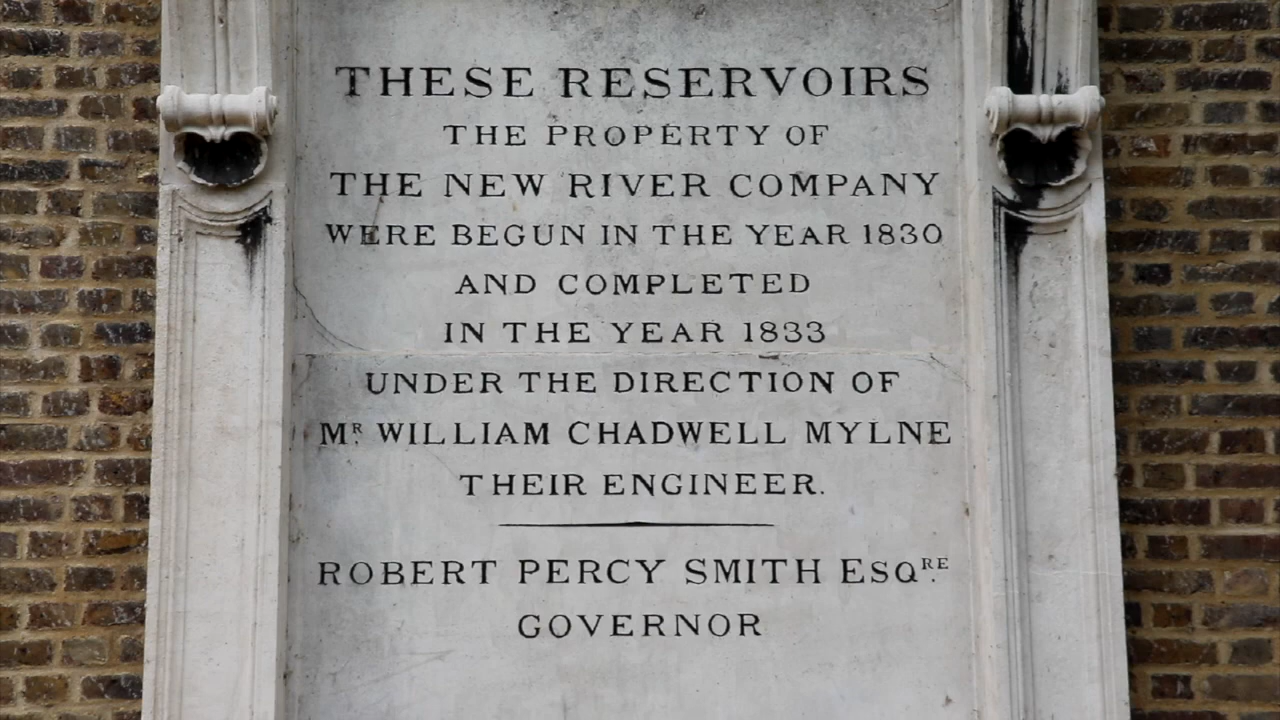 THESE RESERVOIRS
THE PROPERTY OF
THE NEW RIVER COMPANY
WERE BEGUN IN THE YEAR 1830
AND COMPLETED
IN THE YEAR 1833
UNDER THE DIRECTION OF
MR. WILLIAM CHADWELL MYLNE
THEIR ENGINEER.
ROBERT PERCY SMITH ESQRE.
GOVERNOR